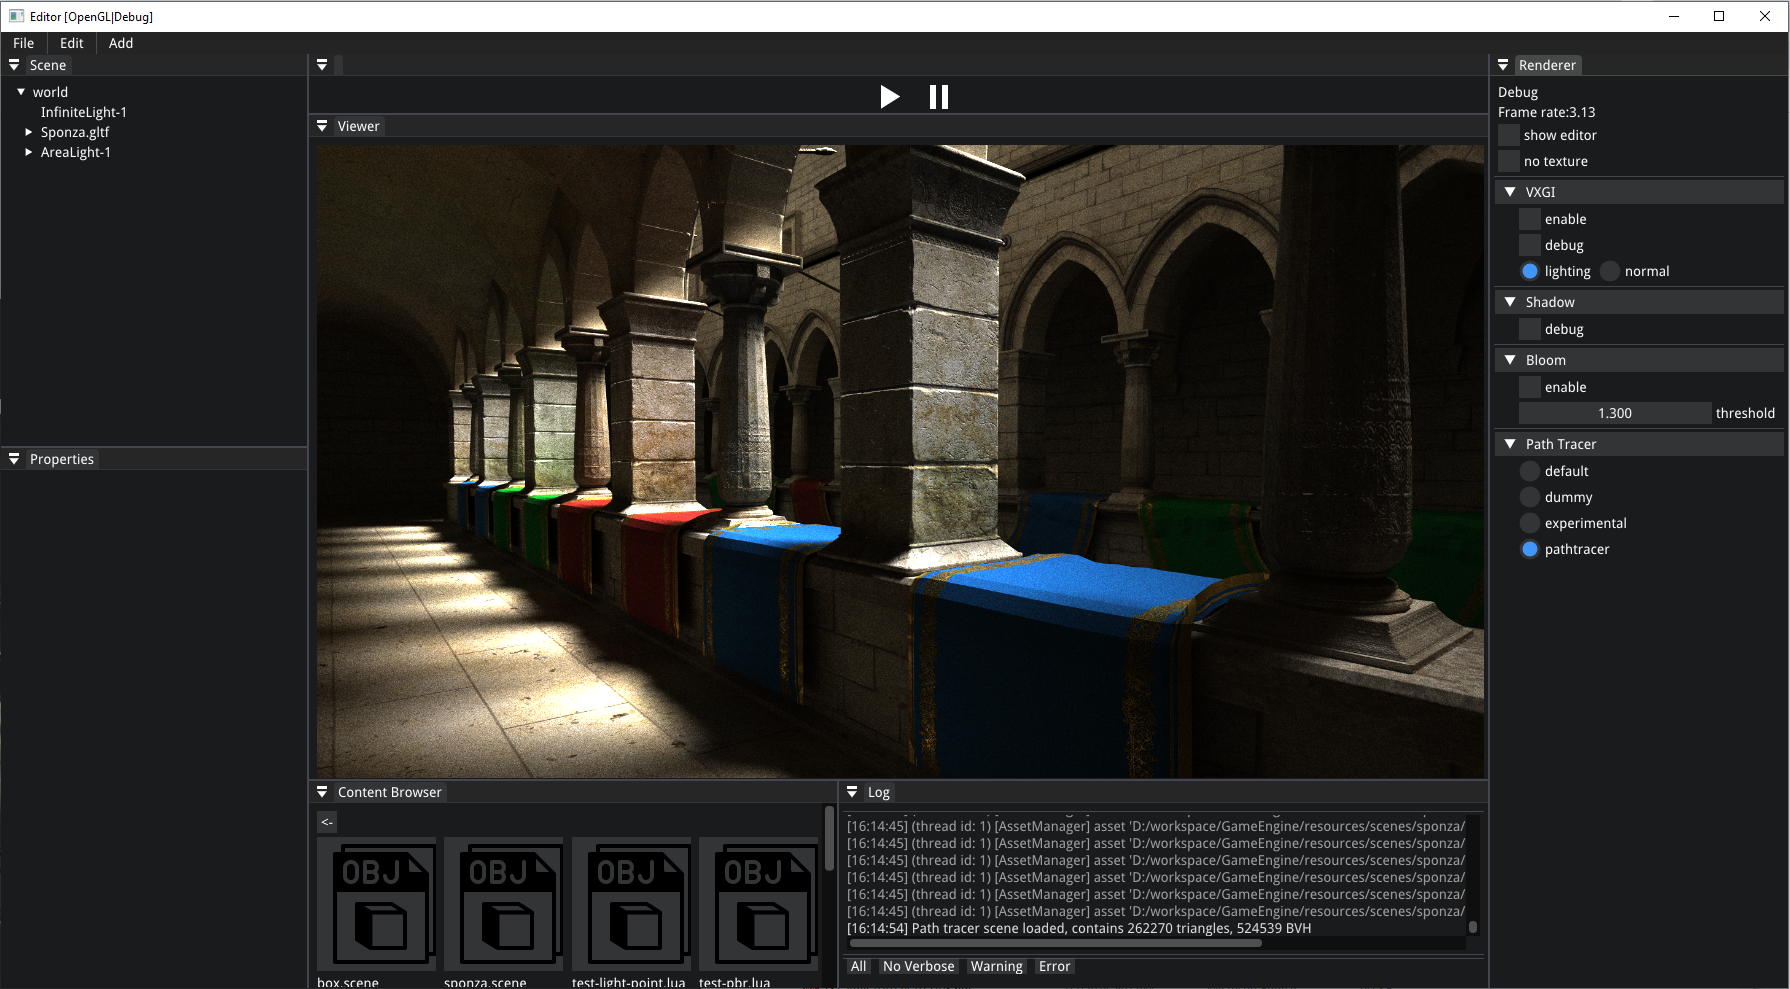 Editor [OpenGL|Debug]
File Edit Add
Scene
world
InfiniteLight-1
Sponza.gltf
AreaLight-1
Properties
Viewer
Content Browser
<-
OBJ OBJ OBJ OBJ
box.scene sponza.scene test-light-point.lua test-pbr.lua
Log
[16:14:45] (thread id: 1) [AssetManager] asset 'D:/workspace/GameEngine/resources/scenes/sponza/
[16:14:45] (thread id: 1) [AssetManager] asset 'D:/workspace/GameEngine/resources/scenes/sponza/
[16:14:45] (thread id: 1) [AssetManager] asset 'D:/workspace/GameEngine/resources/scenes/sponza/
[16:14:45] (thread id: 1) [AssetManager] asset 'D:/workspace/GameEngine/resources/scenes/sponza/
[16:14:45] (thread id: 1) [AssetManager] asset 'D:/workspace/GameEngine/resources/scenes/sponza/
[16:14:45] (thread id: 1) [AssetManager] asset 'D:/workspace/GameEngine/resources/scenes/sponza/
[16:14:54] Path tracer scene loaded, contains 262270 triangles, 524539 BVH
All No Verbose Warning Error
Renderer
Debug
Frame rate:3.13
show editor
no texture
VXGI
enable
debug
lighting normal
Shadow
debug
Bloom
enable
1.300 threshold
Path Tracer
default
dummy
experimental
pathtracer